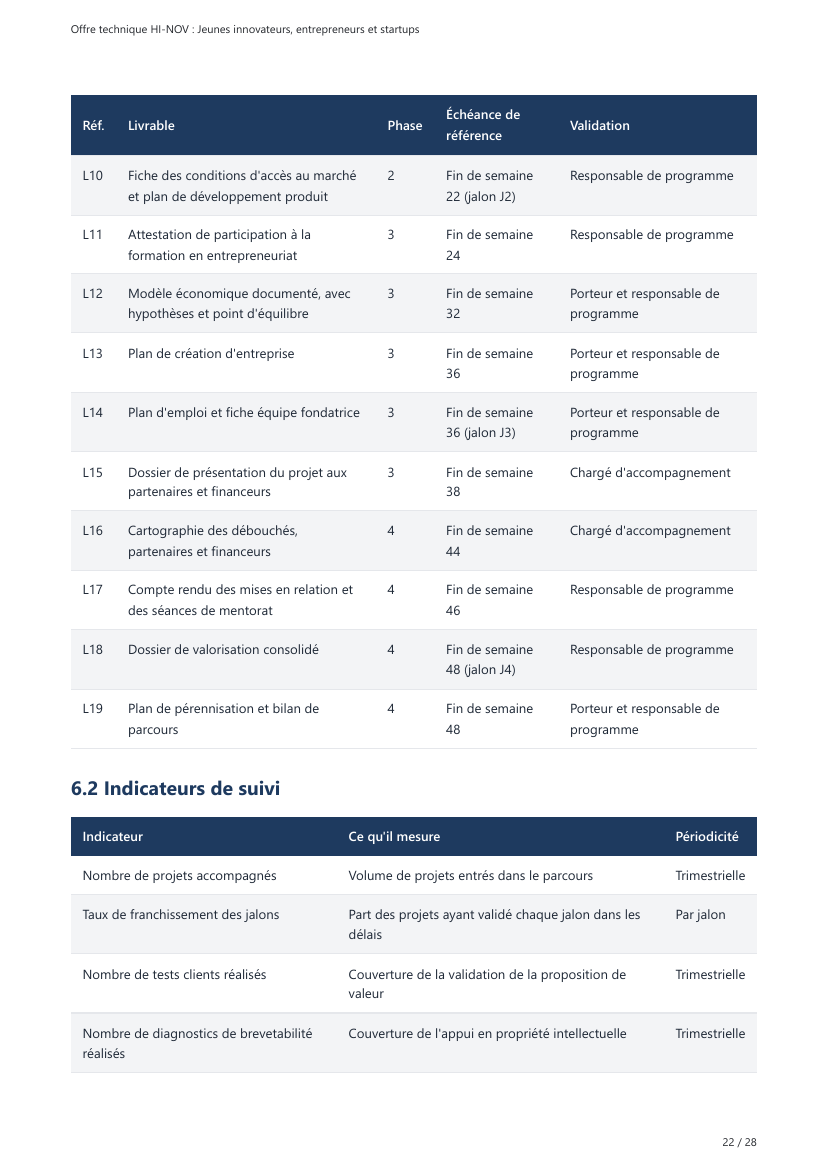 Offre technique HI-NOV : Jeunes innovateurs, entrepreneurs et startups
Réf. Livrable Phase Échéance de référence Validation
L10 Fiche des conditions d'accès au marché et plan de développement produit 2 Fin de semaine 22 (jalon J2) Responsable de programme
L11 Attestation de participation à la formation en entrepreneuriat 3 Fin de semaine 24 Responsable de programme
L12 Modèle économique documenté, avec hypothèses et point d'équilibre 3 Fin de semaine 32 Porteur et responsable de programme
L13 Plan de création d'entreprise 3 Fin de semaine 36 Porteur et responsable de programme
L14 Plan d'emploi et fiche équipe fondatrice 3 Fin de semaine 36 (jalon J3) Porteur et responsable de programme
L15 Dossier de présentation du projet aux partenaires et financeurs 3 Fin de semaine 38 Chargé d'accompagnement
L16 Cartographie des débouchés, partenaires et financeurs 4 Fin de semaine 44 Chargé d'accompagnement
L17 Compte rendu des mises en relation et des séances de mentorat 4 Fin de semaine 46 Responsable de programme
L18 Dossier de valorisation consolidé 4 Fin de semaine 48 (jalon J4) Responsable de programme
L19 Plan de pérennisation et bilan de parcours 4 Fin de semaine 48 Porteur et responsable de programme
6.2 Indicateurs de suivi
Indicateur Ce qu'il mesure Périodicité
Nombre de projets accompagnés Volume de projets entrés dans le parcours Trimestrielle
Taux de franchissement des jalons Part des projets ayant validé chaque jalon dans les délais Par jalon
Nombre de tests clients réalisés Couverture de la validation de la proposition de valeur Trimestrielle
Nombre de diagnostics de brevetabilité réalisés Couverture de l'appui en propriété intellectuelle Trimestrielle
22 / 28